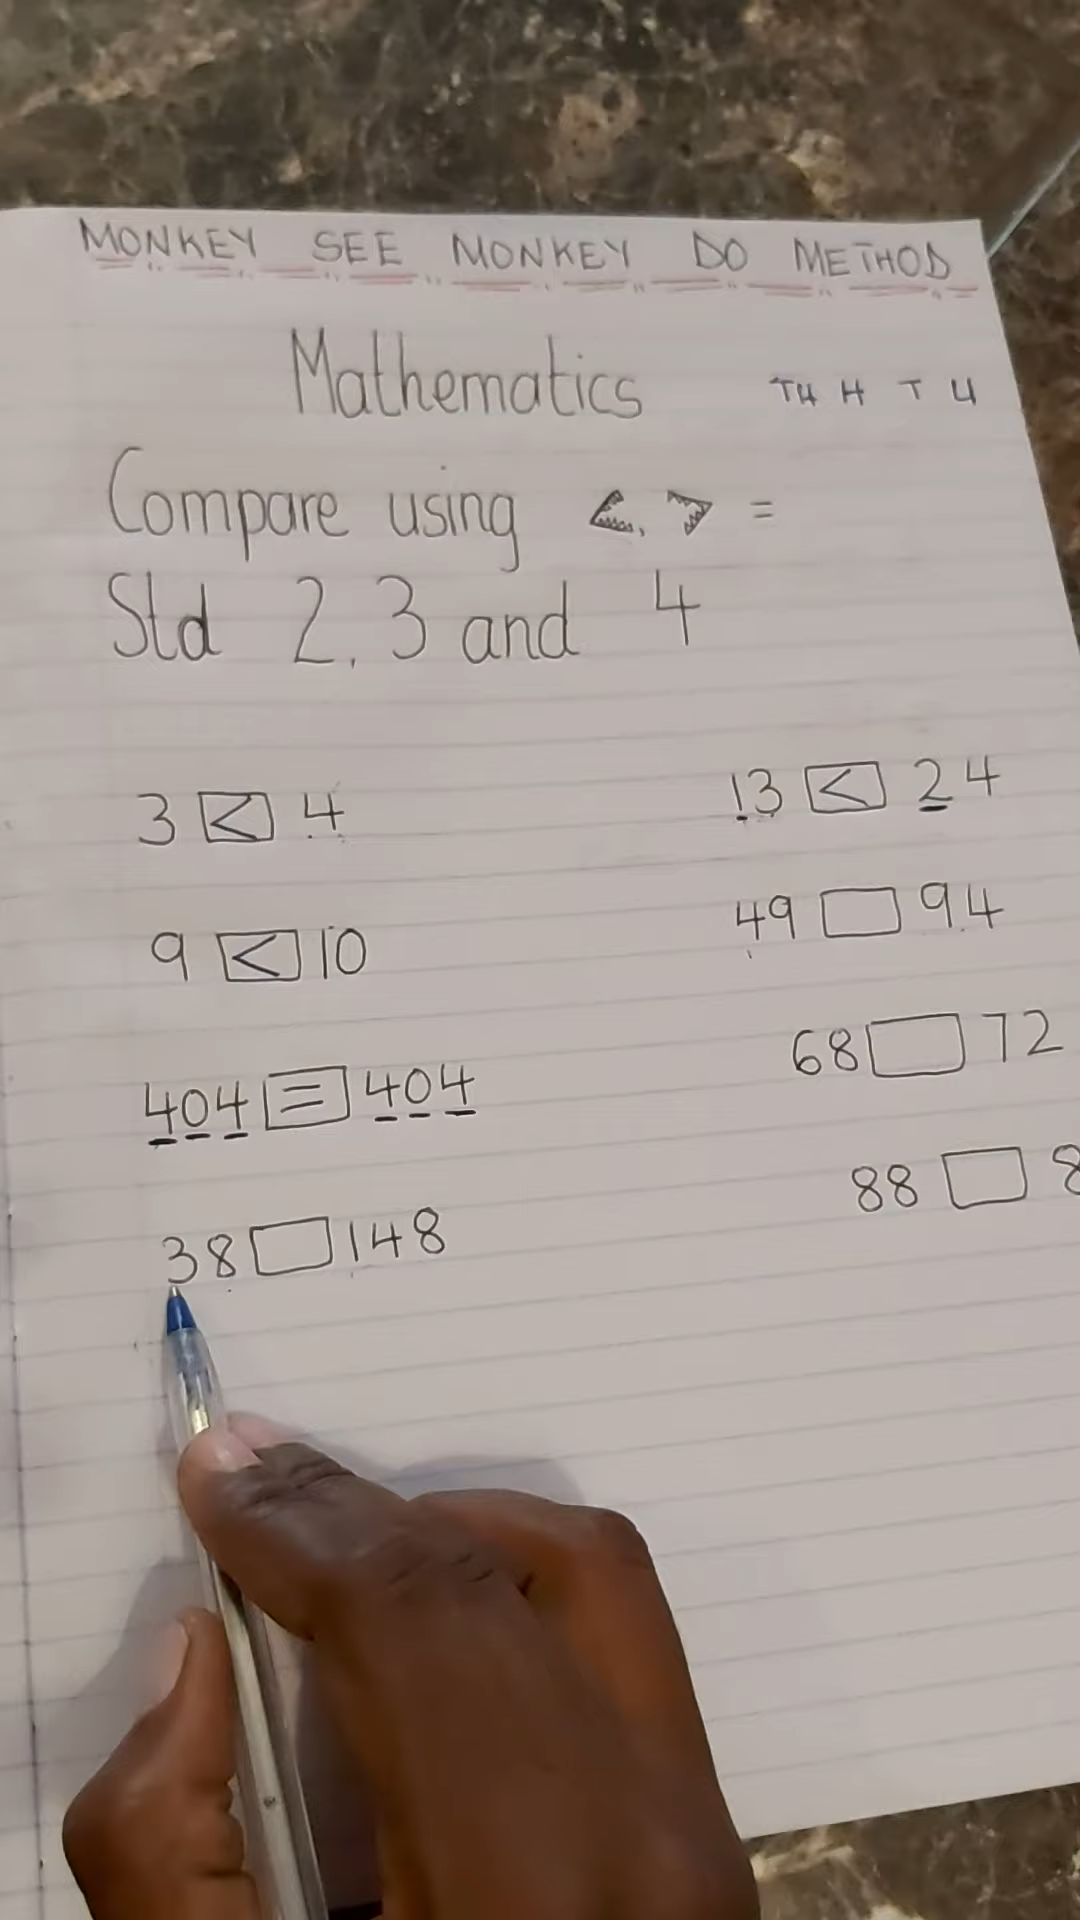 MONKEY SEE MONKEY DO METHOD
Mathematics
TH H T U
Compare using <, > =
Std 2, 3 and 4
3 < 4
13 < 24
9 < 10
49 □ 94
404 = 404
68 □ 72
38 □ 148
88 □ 8